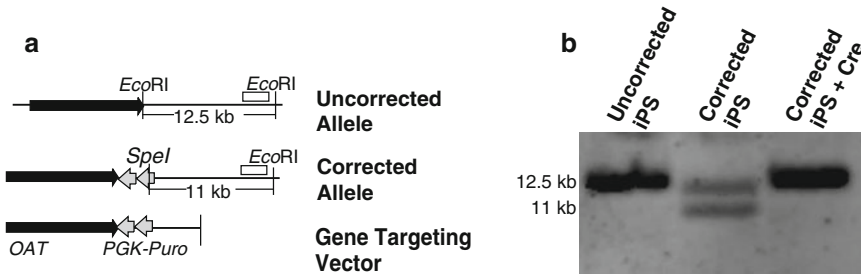 a
EcoRI
EcoRI
12.5 kb
Uncorrected
Allele
SpeI
EcoRI
11 kb
Corrected
Allele
OAT
PGK-Puro
Gene Targeting
Vector
b
Uncorrected
iPS
Corrected
iPS
Corrected
iPS + Cre
12.5 kb
11 kb